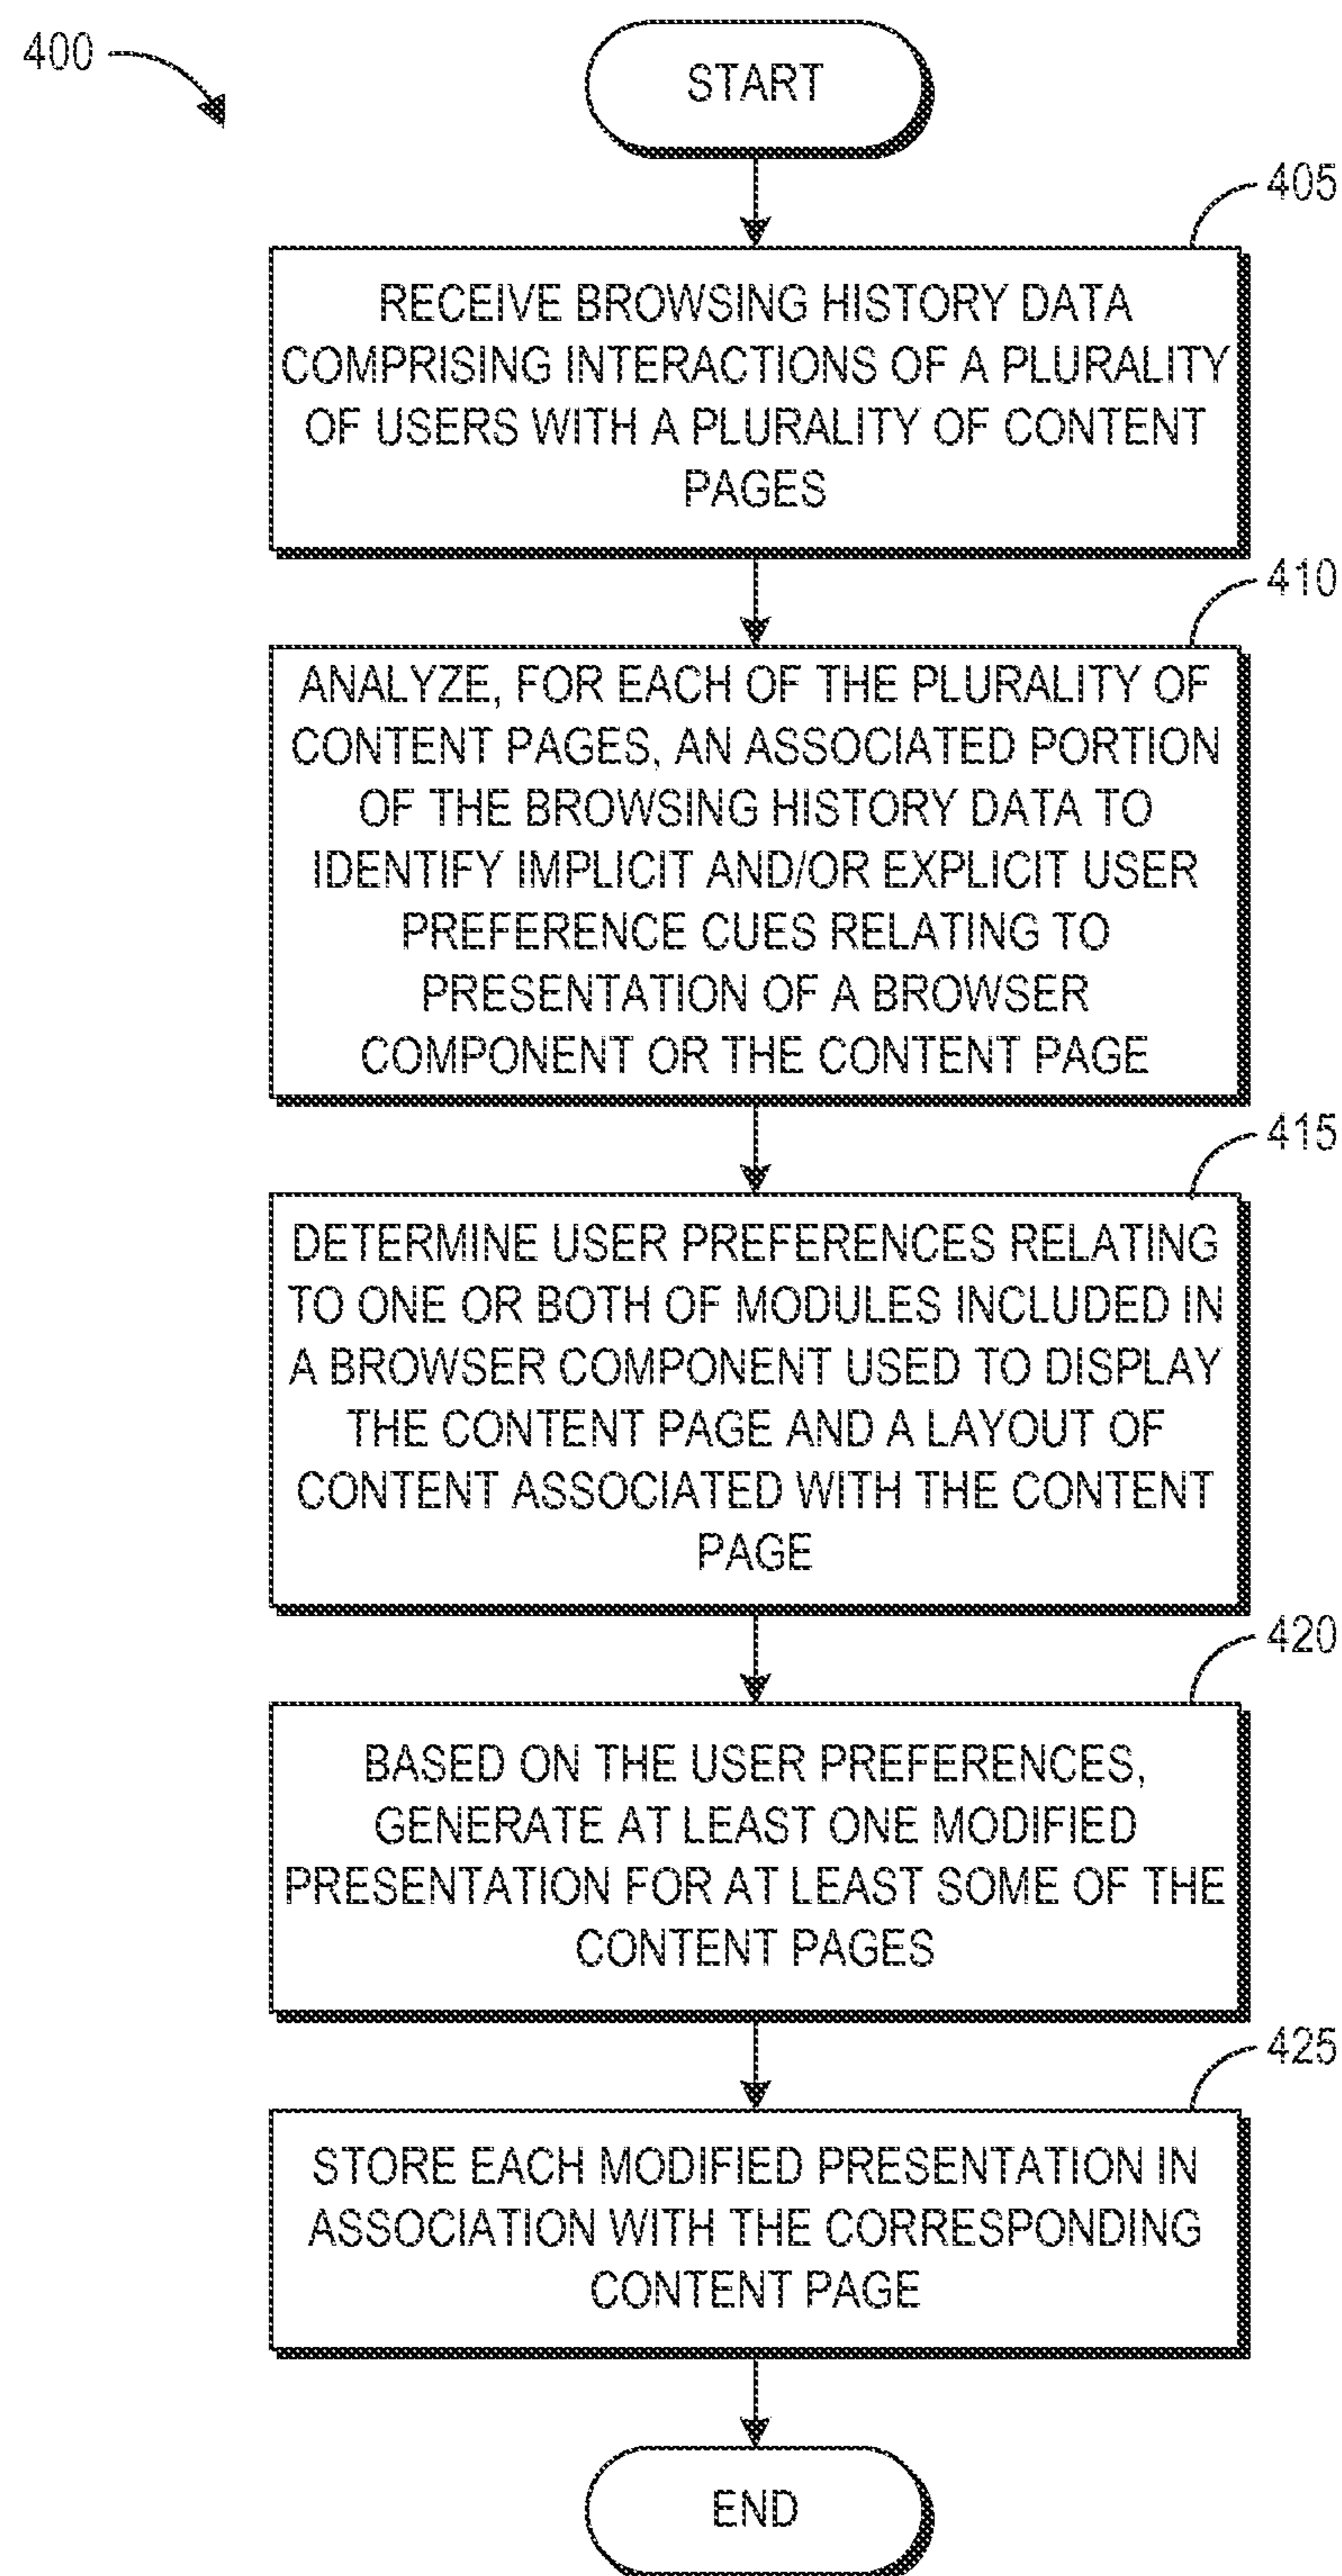 400
START
405
RECEIVE BROWSING HISTORY DATA
COMPRISING INTERACTIONS OF A PLURALITY
OF USERS WITH A PLURALITY OF CONTENT
PAGES
410
ANALYZE, FOR EACH OF THE PLURALITY OF
CONTENT PAGES, AN ASSOCIATED PORTION
OF THE BROWSING HISTORY DATA TO
IDENTIFY IMPLICIT AND/OR EXPLICIT USER
PREFERENCE CUES RELATING TO
PRESENTATION OF A BROWSER
COMPONENT OR THE CONTENT PAGE
415
DETERMINE USER PREFERENCES RELATING
TO ONE OR BOTH OF MODULES INCLUDED IN
A BROWSER COMPONENT USED TO DISPLAY
THE CONTENT PAGE AND A LAYOUT OF
CONTENT ASSOCIATED WITH THE CONTENT
PAGE
420
BASED ON THE USER PREFERENCES,
GENERATE AT LEAST ONE MODIFIED
PRESENTATION FOR AT LEAST SOME OF THE
CONTENT PAGES
425
STORE EACH MODIFIED PRESENTATION IN
ASSOCIATION WITH THE CORRESPONDING
CONTENT PAGE
END